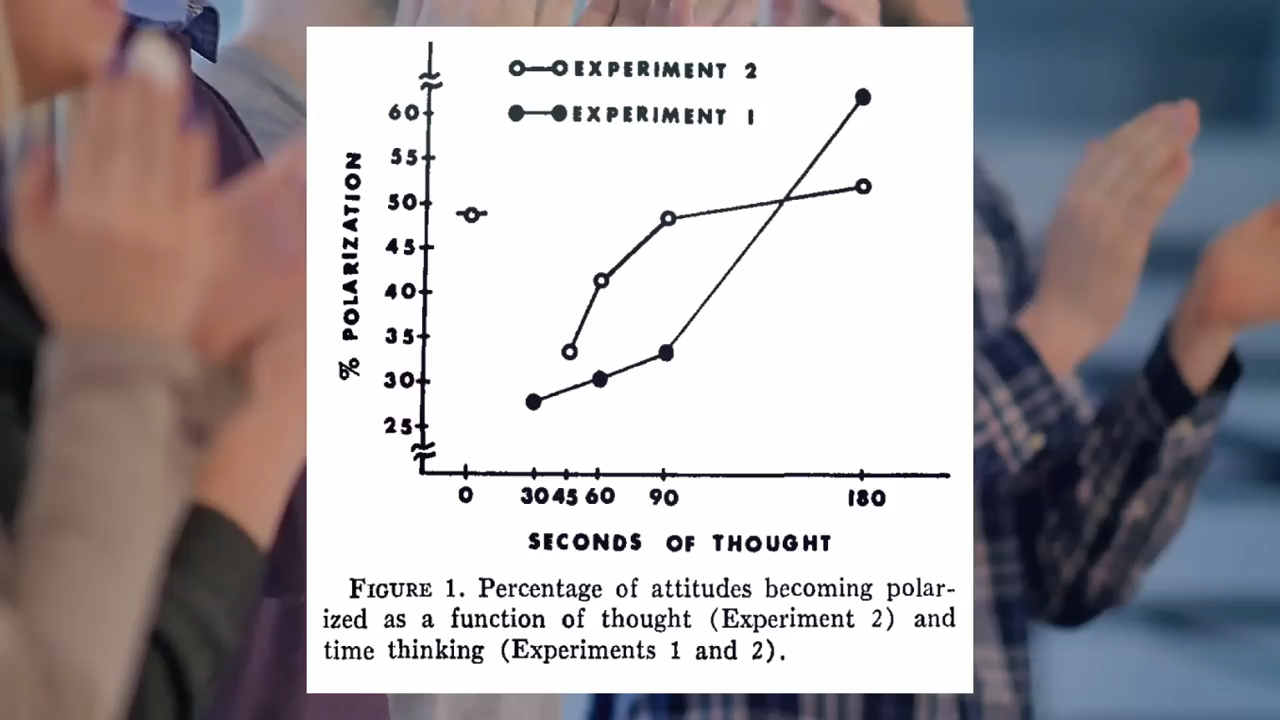 EXPERIMENT 2
EXPERIMENT 1
% POLARIZATION
60
55
50
45
40
35
30
25
0 30 45 60 90 180
SECONDS OF THOUGHT
FIGURE 1. Percentage of attitudes becoming polar-
ized as a function of thought (Experiment 2) and
time thinking (Experiments 1 and 2).